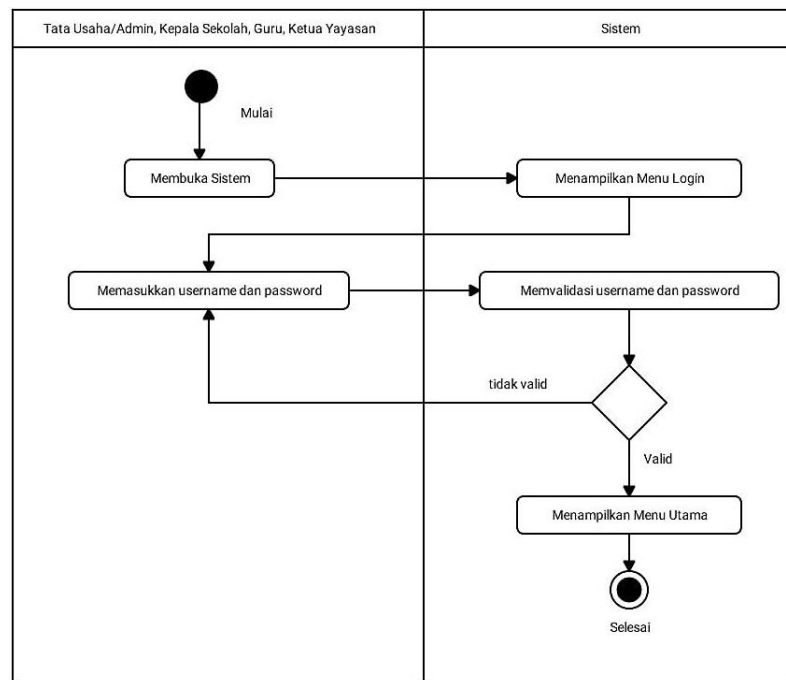 Tata Usaha/Admin, Kepala Sekolah, Guru, Ketua Yayasan
Sistem
Mulai
Membuka Sistem
Menampilkan Menu Login
Memasukkan username dan password
Memvalidasi username dan password
tidak valid
Valid
Menampilkan Menu Utama
Selesai